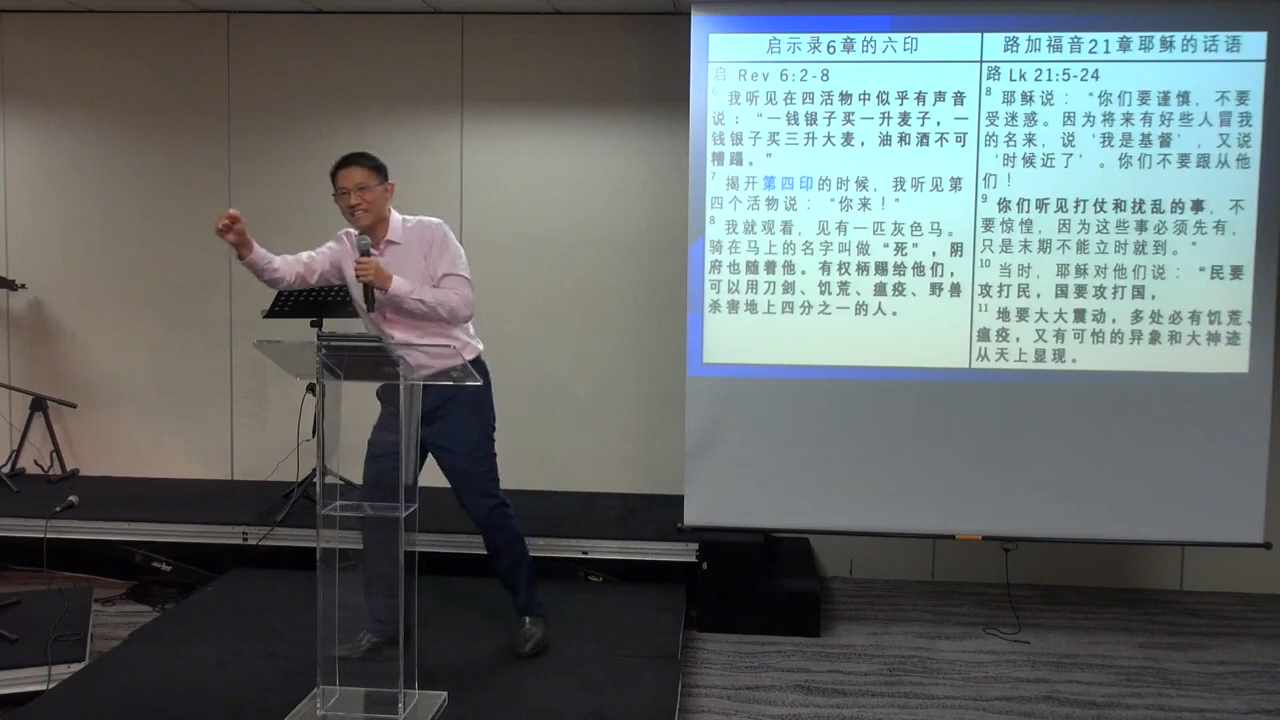 启示录6章的六印
启 Rev 6:2-8
6 我听见在四活物中似乎有声音
说：“一钱银子买一升麦子，一
钱银子买三升大麦，油和酒不可
糟蹋。”
7 揭开第四印的时候，我听见第
四个活物说：“你来！”
8 我就观看，见有一匹灰色马。
骑在马上的名字叫做“死”，阴
府也随着他。有权柄赐给他们，
可以用刀剑、饥荒、瘟疫、野兽
杀害地上四分之一的人。
路加福音21章耶稣的话语
路 Lk 21:5-24
8 耶稣说：“你们要谨慎，不要
受迷惑。因为将来有好些人冒我
的名来，说‘我是基督’，又说
‘时候近了’。你们不要跟从他
们！
9 你们听见打仗和扰乱的事，不
要惊惶，因为这些事必须先有，
只是末期不能立时就到。”
10 当时，耶稣对他们说：“民要
攻打民，国要攻打国，
11 地要大大震动，多处必有饥荒、
瘟疫，又有可怕的异象和大神迹
从天上显现。